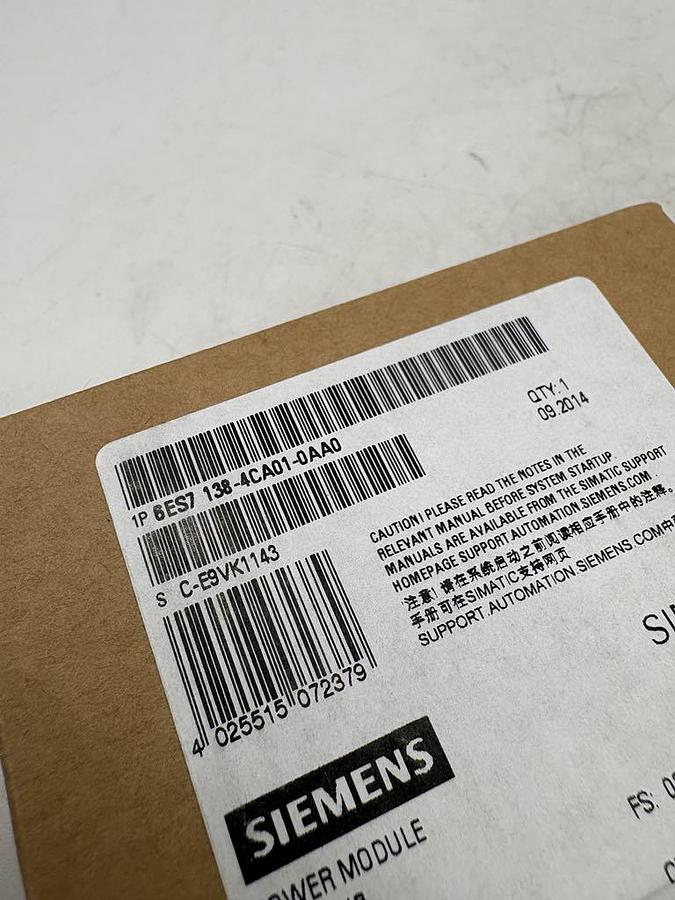 1P 6ES7 138-4CA01-0AA0
QTY: 1
09.2014
S C-E9VK1143
4 025515 072379
CAUTION! PLEASE READ THE NOTES IN THE
RELEVANT MANUAL BEFORE SYSTEM STARTUP
MANUALS ARE AVAILABLE FROM THE SIMATIC SUPPORT
HOMEPAGE SUPPORT.AUTOMATION.SIEMENS.COM
注意! 请在系统启动之前阅读相应手册中的注释。
手册可在SIMATIC支持网页
SUPPORT.AUTOMATION.SIEMENS.COM中
SIEMENS
POWER MODULE
FS: